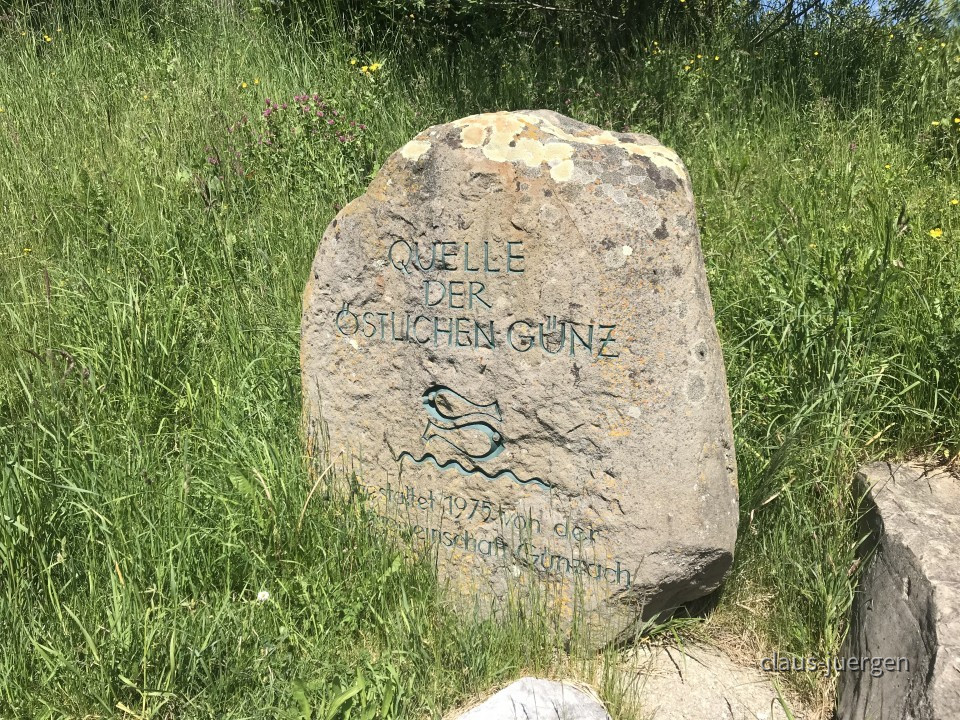 QUELLE
DER
ÖSTLICHEN GÜNZ
1975 von der
Günzach
claus-juergen